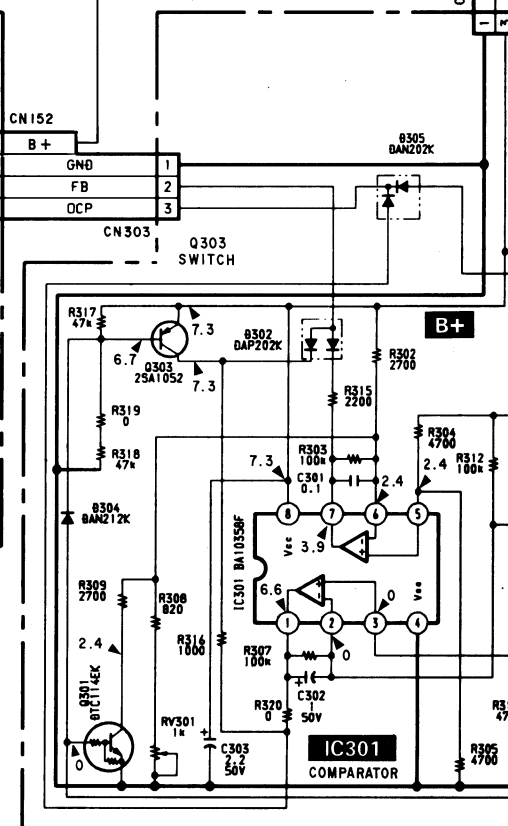 1
CN152
B+
GND 1
FB 2
OCP 3
CN303
D305
DAN202K
Q303
SWITCH
B+
R317
47k
7.3
6.7
Q303
2SA1052
7.3
D302
DAP202K
R302
2700
R315
2200
R319
0
R318
47k
R304
4700
R312
100k
R303
100k
C301
0.1
7.3
2.4
2.4
8 7 6 5
D304
DAN212K
IC301 BA10358F
Vcc
3.9
6.6
0
Vee
1 2 3 4
R309
2700
R308
820
R316
1000
R307
100k
0
2.4
Q301
DTC114EK
R320
0
C302
1
50V
RV301
1k
0
C303
2.2
50V
IC301
COMPARATOR
R305
4700